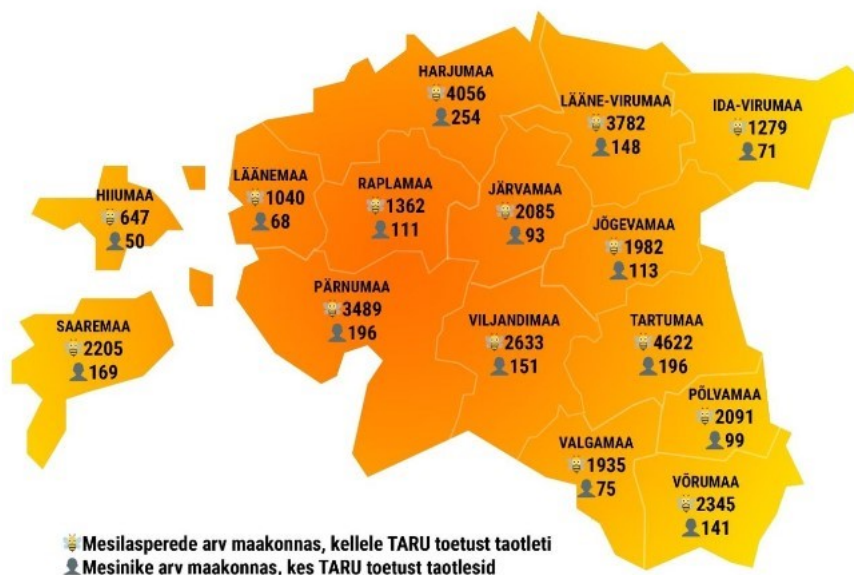 HARJUMAA
4056
254
LÄÄNE-VIRUMAA
3782
148
IDA-VIRUMAA
1279
71
HIIUMAA
647
50
LÄÄNEMAA
1040
68
RAPLAMAA
1362
111
JÄRVAMAA
2085
93
JÕGEVAMAA
1982
113
PÄRNUMAA
3489
196
SAAREMAA
2205
169
VILJANDIMAA
2633
151
TARTUMAA
4622
196
PÕLVAMAA
2091
99
VALGAMAA
1935
75
VÕRUMAA
2345
141
Mesilasperede arv maakonnas, kellele TARU toetust taotleti
Mesinike arv maakonnas, kes TARU toetust taotlesid